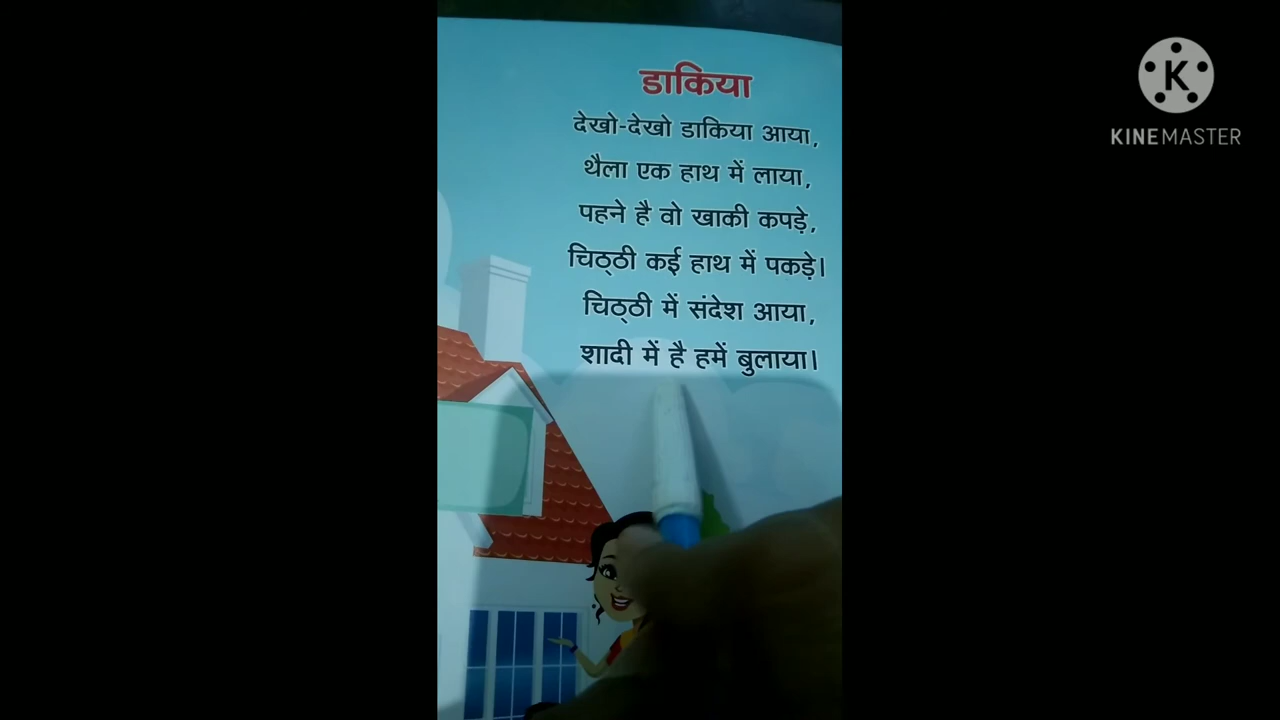 डाकिया
देखो-देखो डाकिया आया,
थैला एक हाथ में लाया,
पहने है वो खाकी कपड़े,
चिठ्ठी कई हाथ में पकड़े।
चिठ्ठी में संदेश आया,
शादी में है हमें बुलाया।
K
KINEMASTER